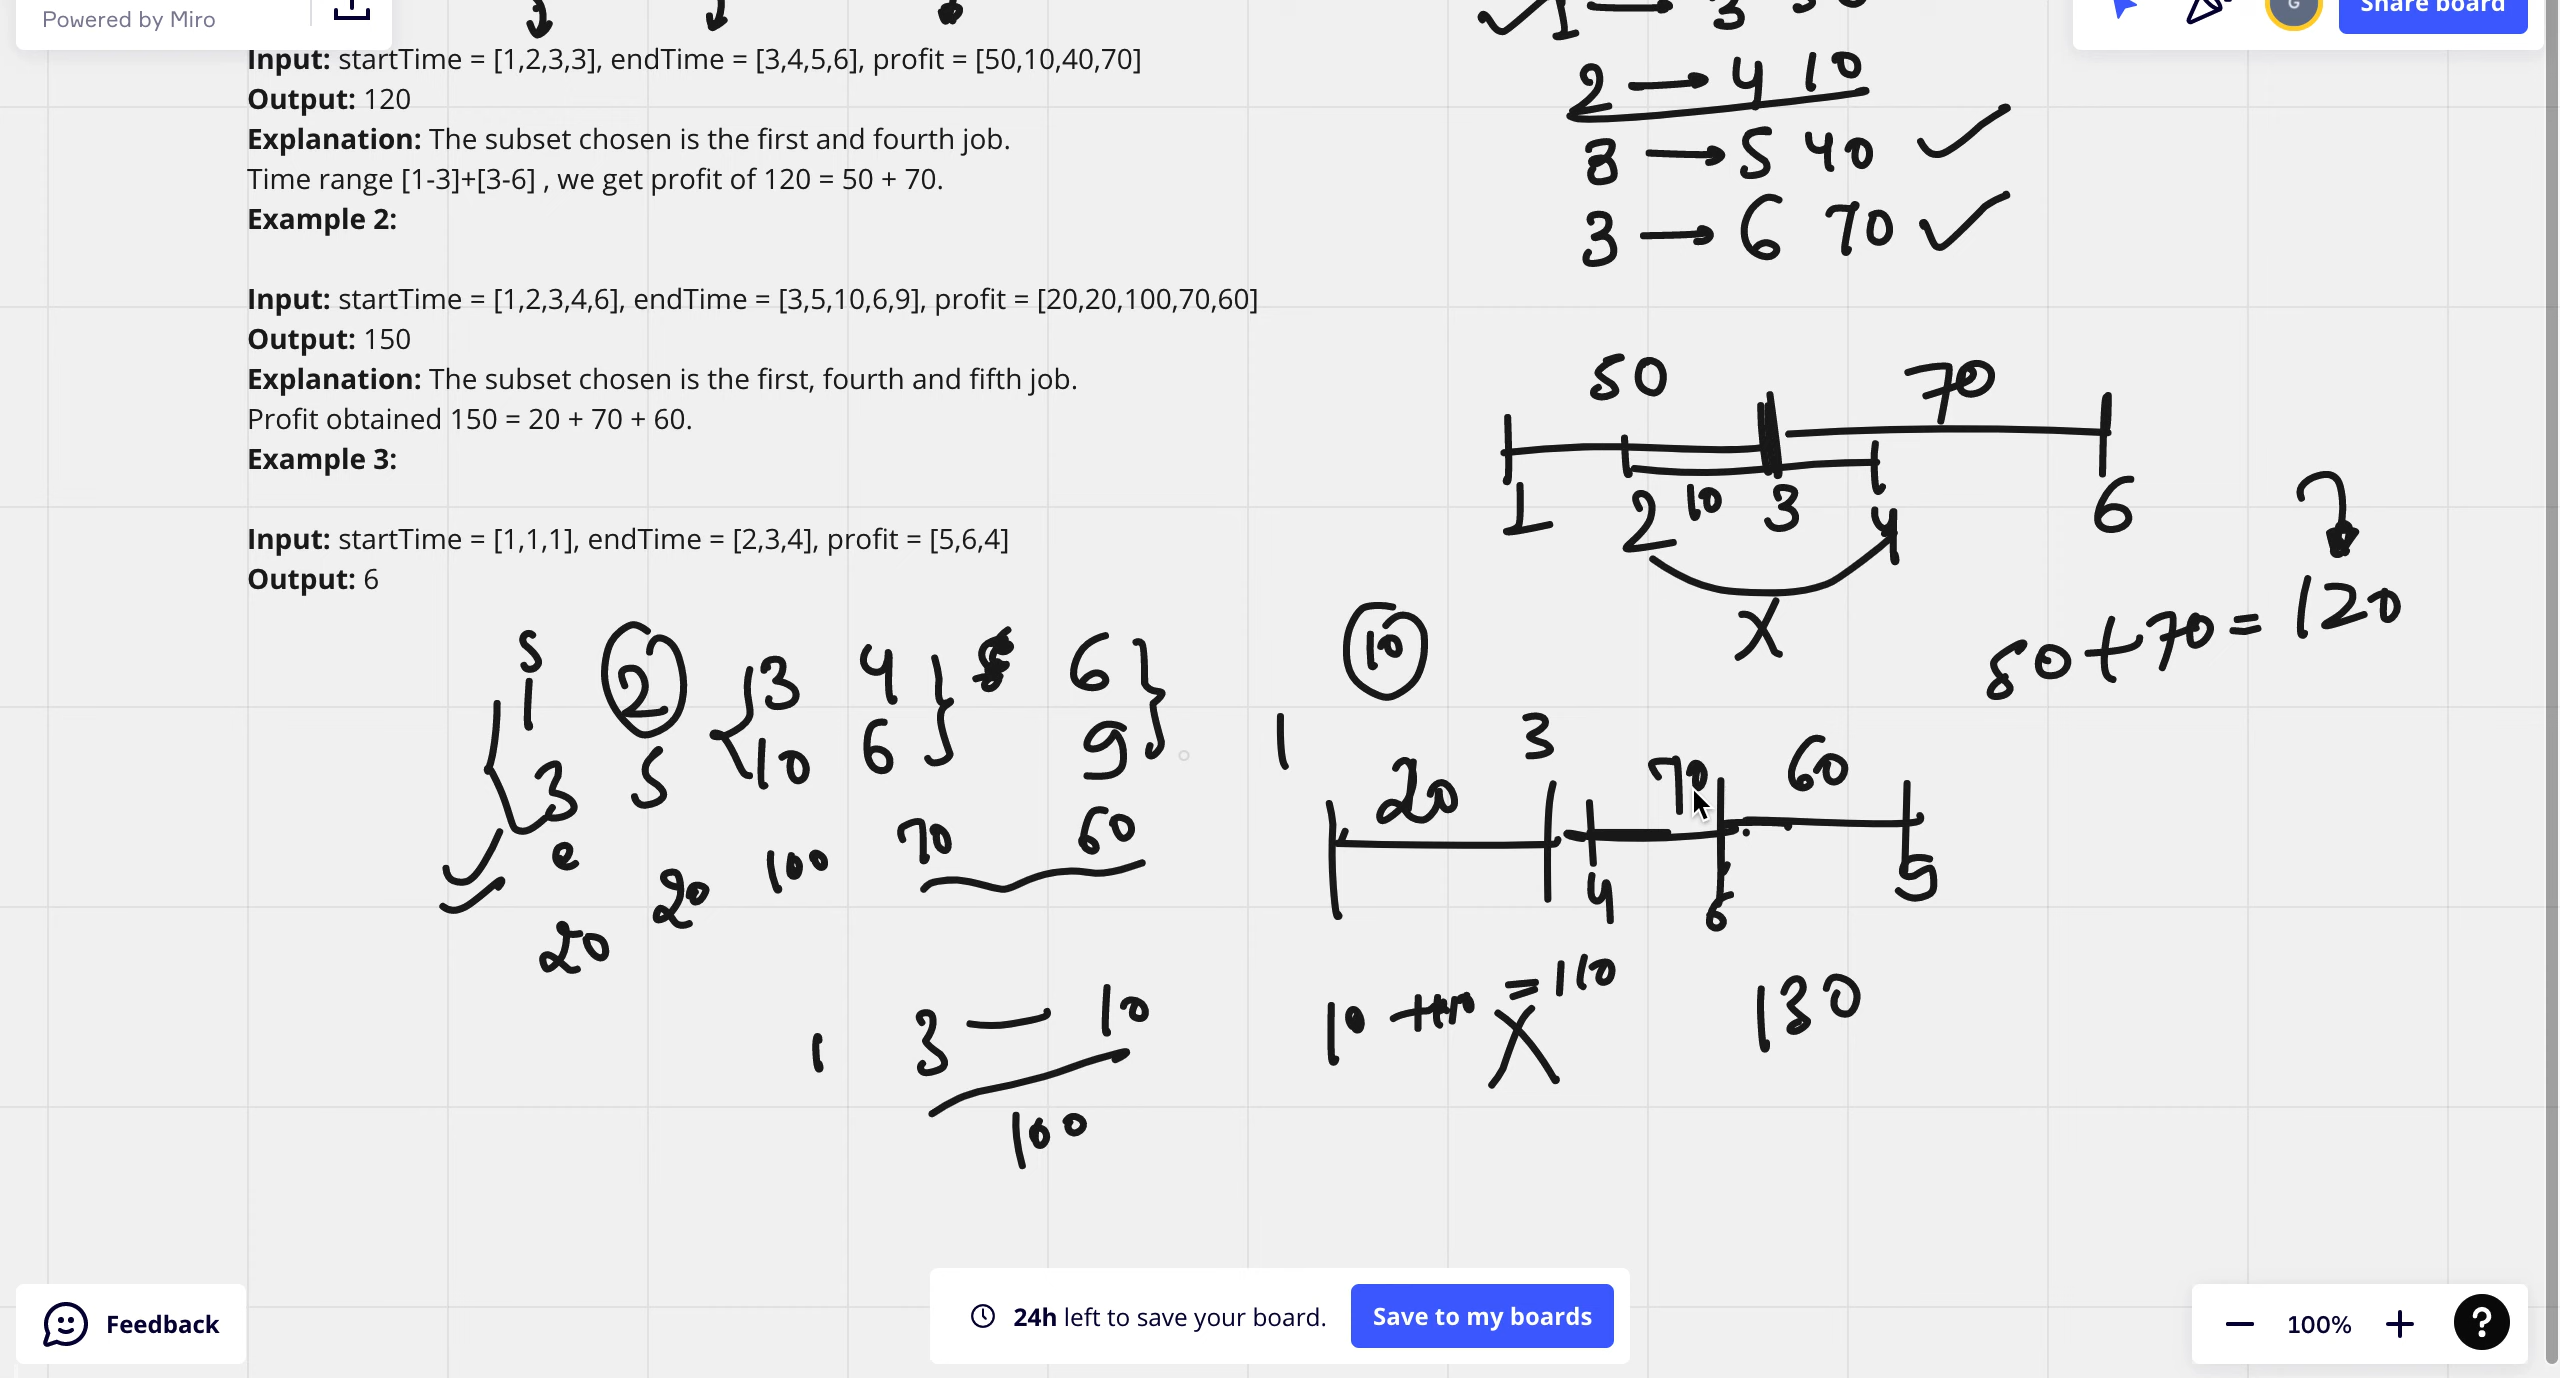 Powered by Miro
Share board
G
Input: startTime = [1,2,3,3], endTime = [3,4,5,6], profit = [50,10,40,70]
Output: 120
Explanation: The subset chosen is the first and fourth job.
Time range [1-3]+[3-6] , we get profit of 120 = 50 + 70.
Example 2:
Input: startTime = [1,2,3,4,6], endTime = [3,5,10,6,9], profit = [20,20,100,70,60]
Output: 150
Explanation: The subset chosen is the first, fourth and fifth job.
Profit obtained 150 = 20 + 70 + 60.
Example 3:
Input: startTime = [1,1,1], endTime = [2,3,4], profit = [5,6,4]
Output: 6
1 → 3 50
2 → 4 10
3 → 5 40 ✓
3 → 6 70 ✓
50 70
1 2 10 3 4 6
X
50+70=120
s
1 2 3 4 6
3 5 10 6 9
e
20 20 100 70 60
10
1 3
20 70 60
4 6 5
1 3 — 10
100
10 = 110
X
130
Feedback
24h left to save your board.
Save to my boards
100%
?